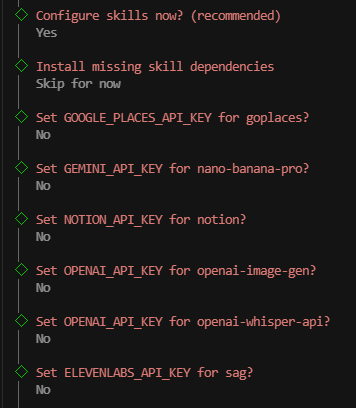 Configure skills now? (recommended)
Yes
Install missing skill dependencies
Skip for now
Set GOOGLE_PLACES_API_KEY for goplaces?
No
Set GEMINI_API_KEY for nano-banana-pro?
No
Set NOTION_API_KEY for notion?
No
Set OPENAI_API_KEY for openai-image-gen?
No
Set OPENAI_API_KEY for openai-whisper-api?
No
Set ELEVENLABS_API_KEY for sag?
No